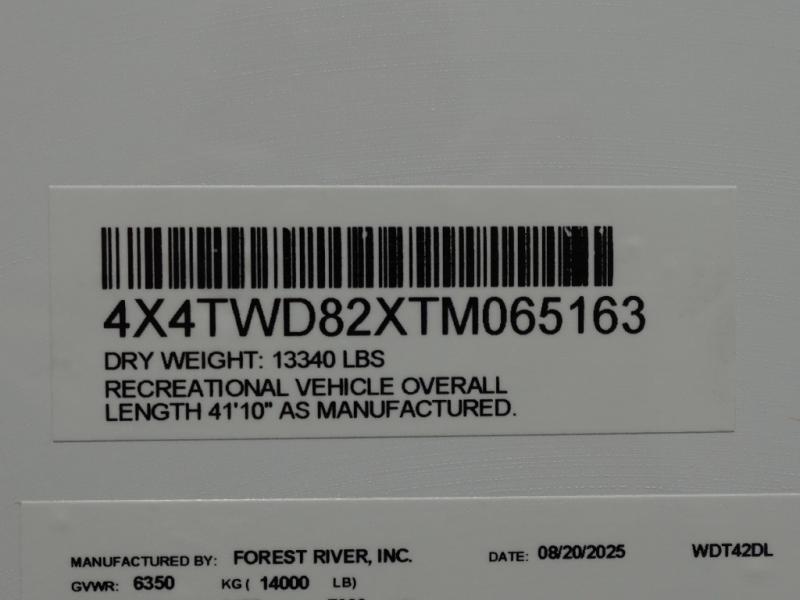 4X4TWD82XTM065163
DRY WEIGHT: 13340 LBS
RECREATIONAL VEHICLE OVERALL
LENGTH 41'10" AS MANUFACTURED.
MANUFACTURED BY: FOREST RIVER, INC. DATE: 08/20/2025 WDT42DL
GVWR: 6350 KG ( 14000 LB)